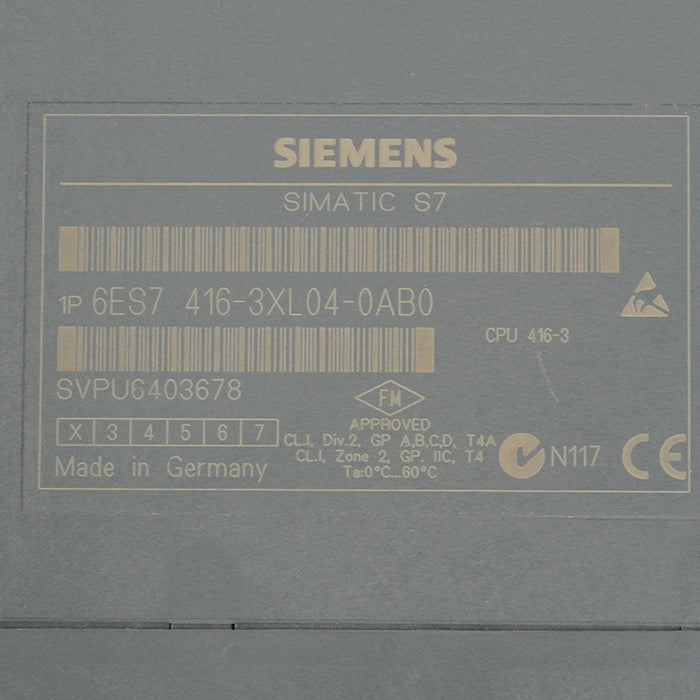 SIEMENS
SIMATIC S7
1P 6ES7 416-3XL04-0AB0
CPU 416-3
SVPU6403678
FM
APPROVED
X 3 4 5 6 7
CL.I, Div.2, GP A,B,C,D, T4A
CL.I, Zone 2, GP. IIC, T4
Ta:0°C...60°C
Made in Germany
N117
CE